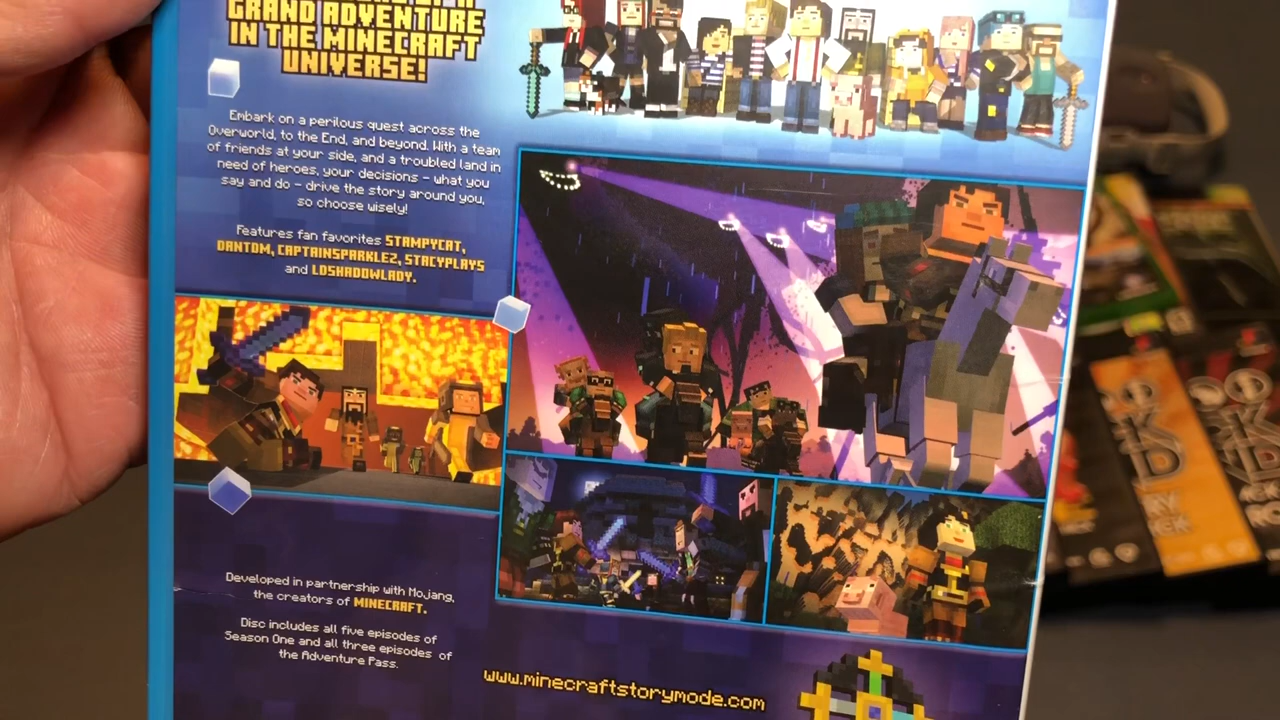 GRAND ADVENTURE
IN THE MINECRAFT
UNIVERSE!
Embark on a perilous quest across the
Overworld, to the End, and beyond. With a team
of friends at your side, and a troubled land in
need of heroes, your decisions – what you
say and do – drive the story around you,
so choose wisely!
Features fan favorites STAMPYCAT,
DANTDM, CAPTAINSPARKLEZ, STACYPLAYS
and LDSHADOWLADY.
Developed in partnership with Mojang,
the creators of MINECRAFT.
Disc includes all five episodes of
Season One and all three episodes of
the Adventure Pass.
www.minecraftstorymode.com